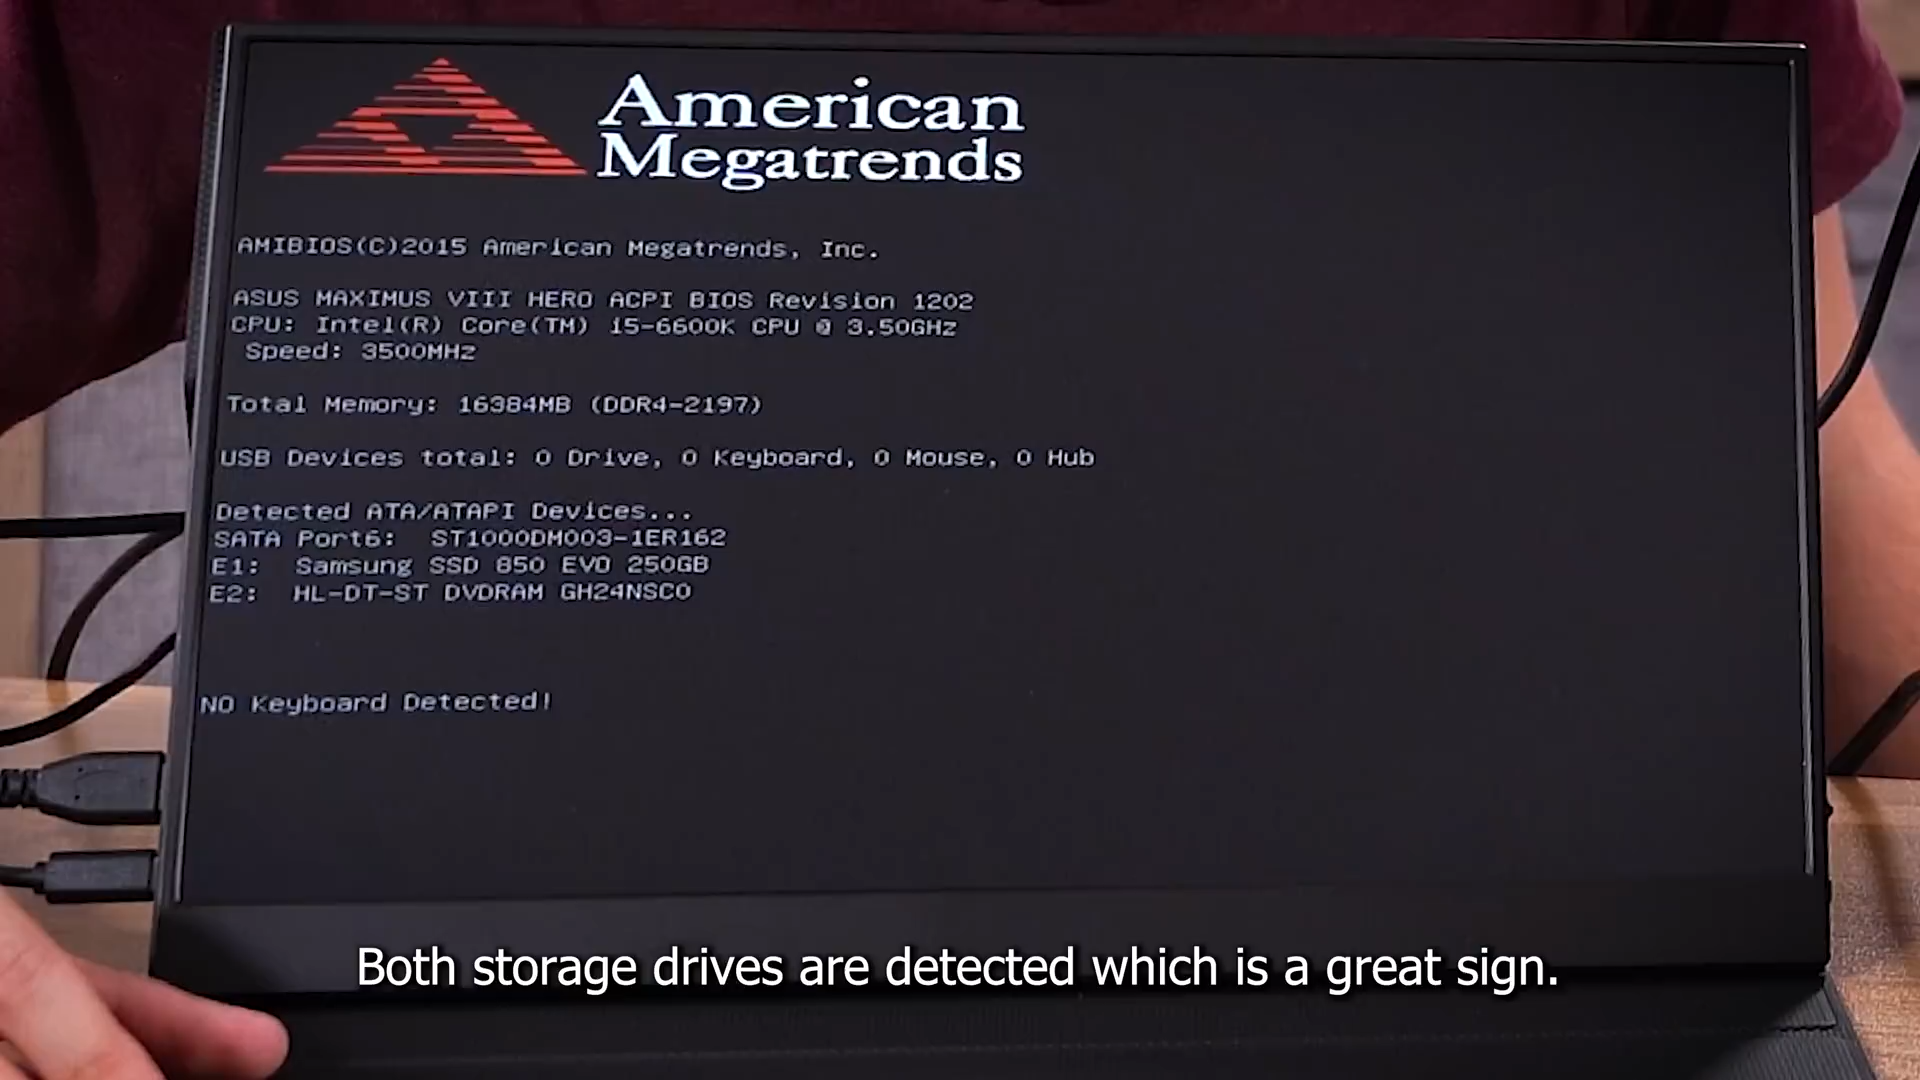 American
Megatrends
AMIBIOS(C)2015 American Megatrends, Inc.
ASUS MAXIMUS VIII HERO ACPI BIOS Revision 1202
CPU: Intel(R) Core(TM) i5-6600K CPU @ 3.50GHz
Speed: 3500MHz
Total Memory: 16384MB (DDR4-2197)
USB Devices total: 0 Drive, 0 Keyboard, 0 Mouse, 0 Hub
Detected ATA/ATAPI Devices...
SATA Port6: ST1000DM003-1ER162
E1: Samsung SSD 850 EVO 250GB
E2: HL-DT-ST DVDRAM GH24NSC0
NO Keyboard Detected!
Both storage drives are detected which is a great sign.